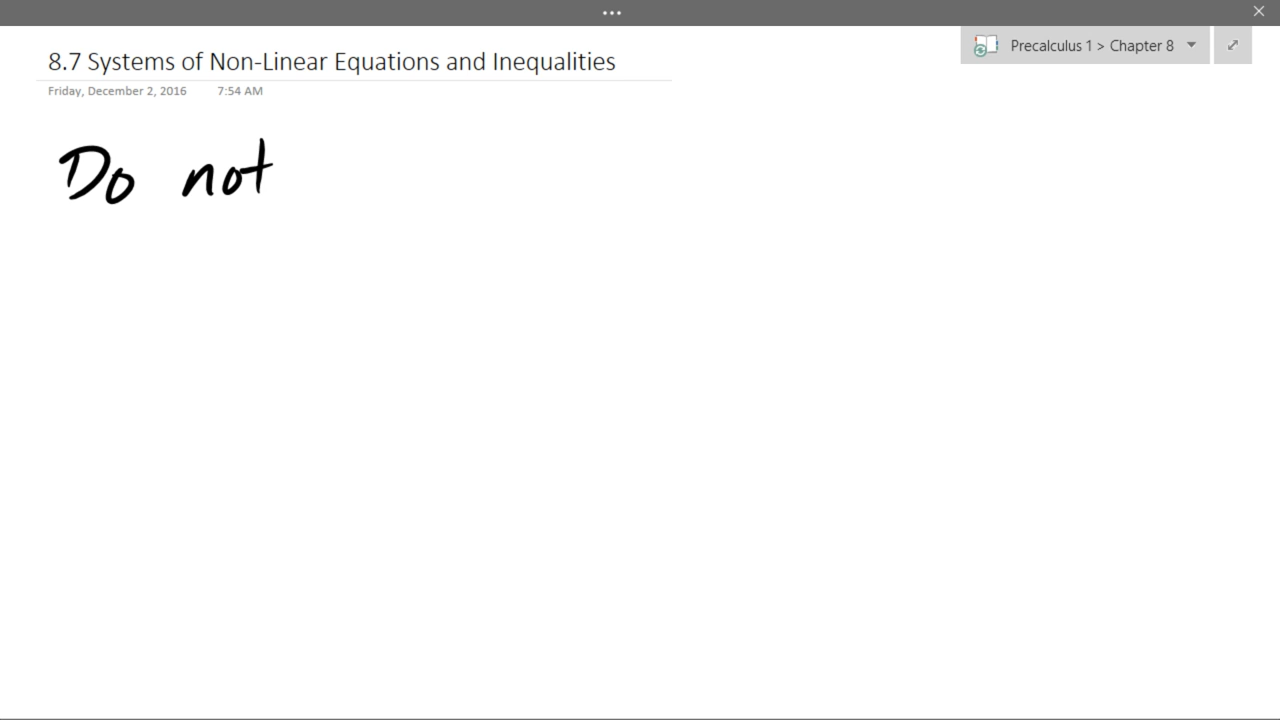 Precalculus 1 > Chapter 8
8.7 Systems of Non-Linear Equations and Inequalities
Friday, December 2, 2016 7:54 AM
Do not